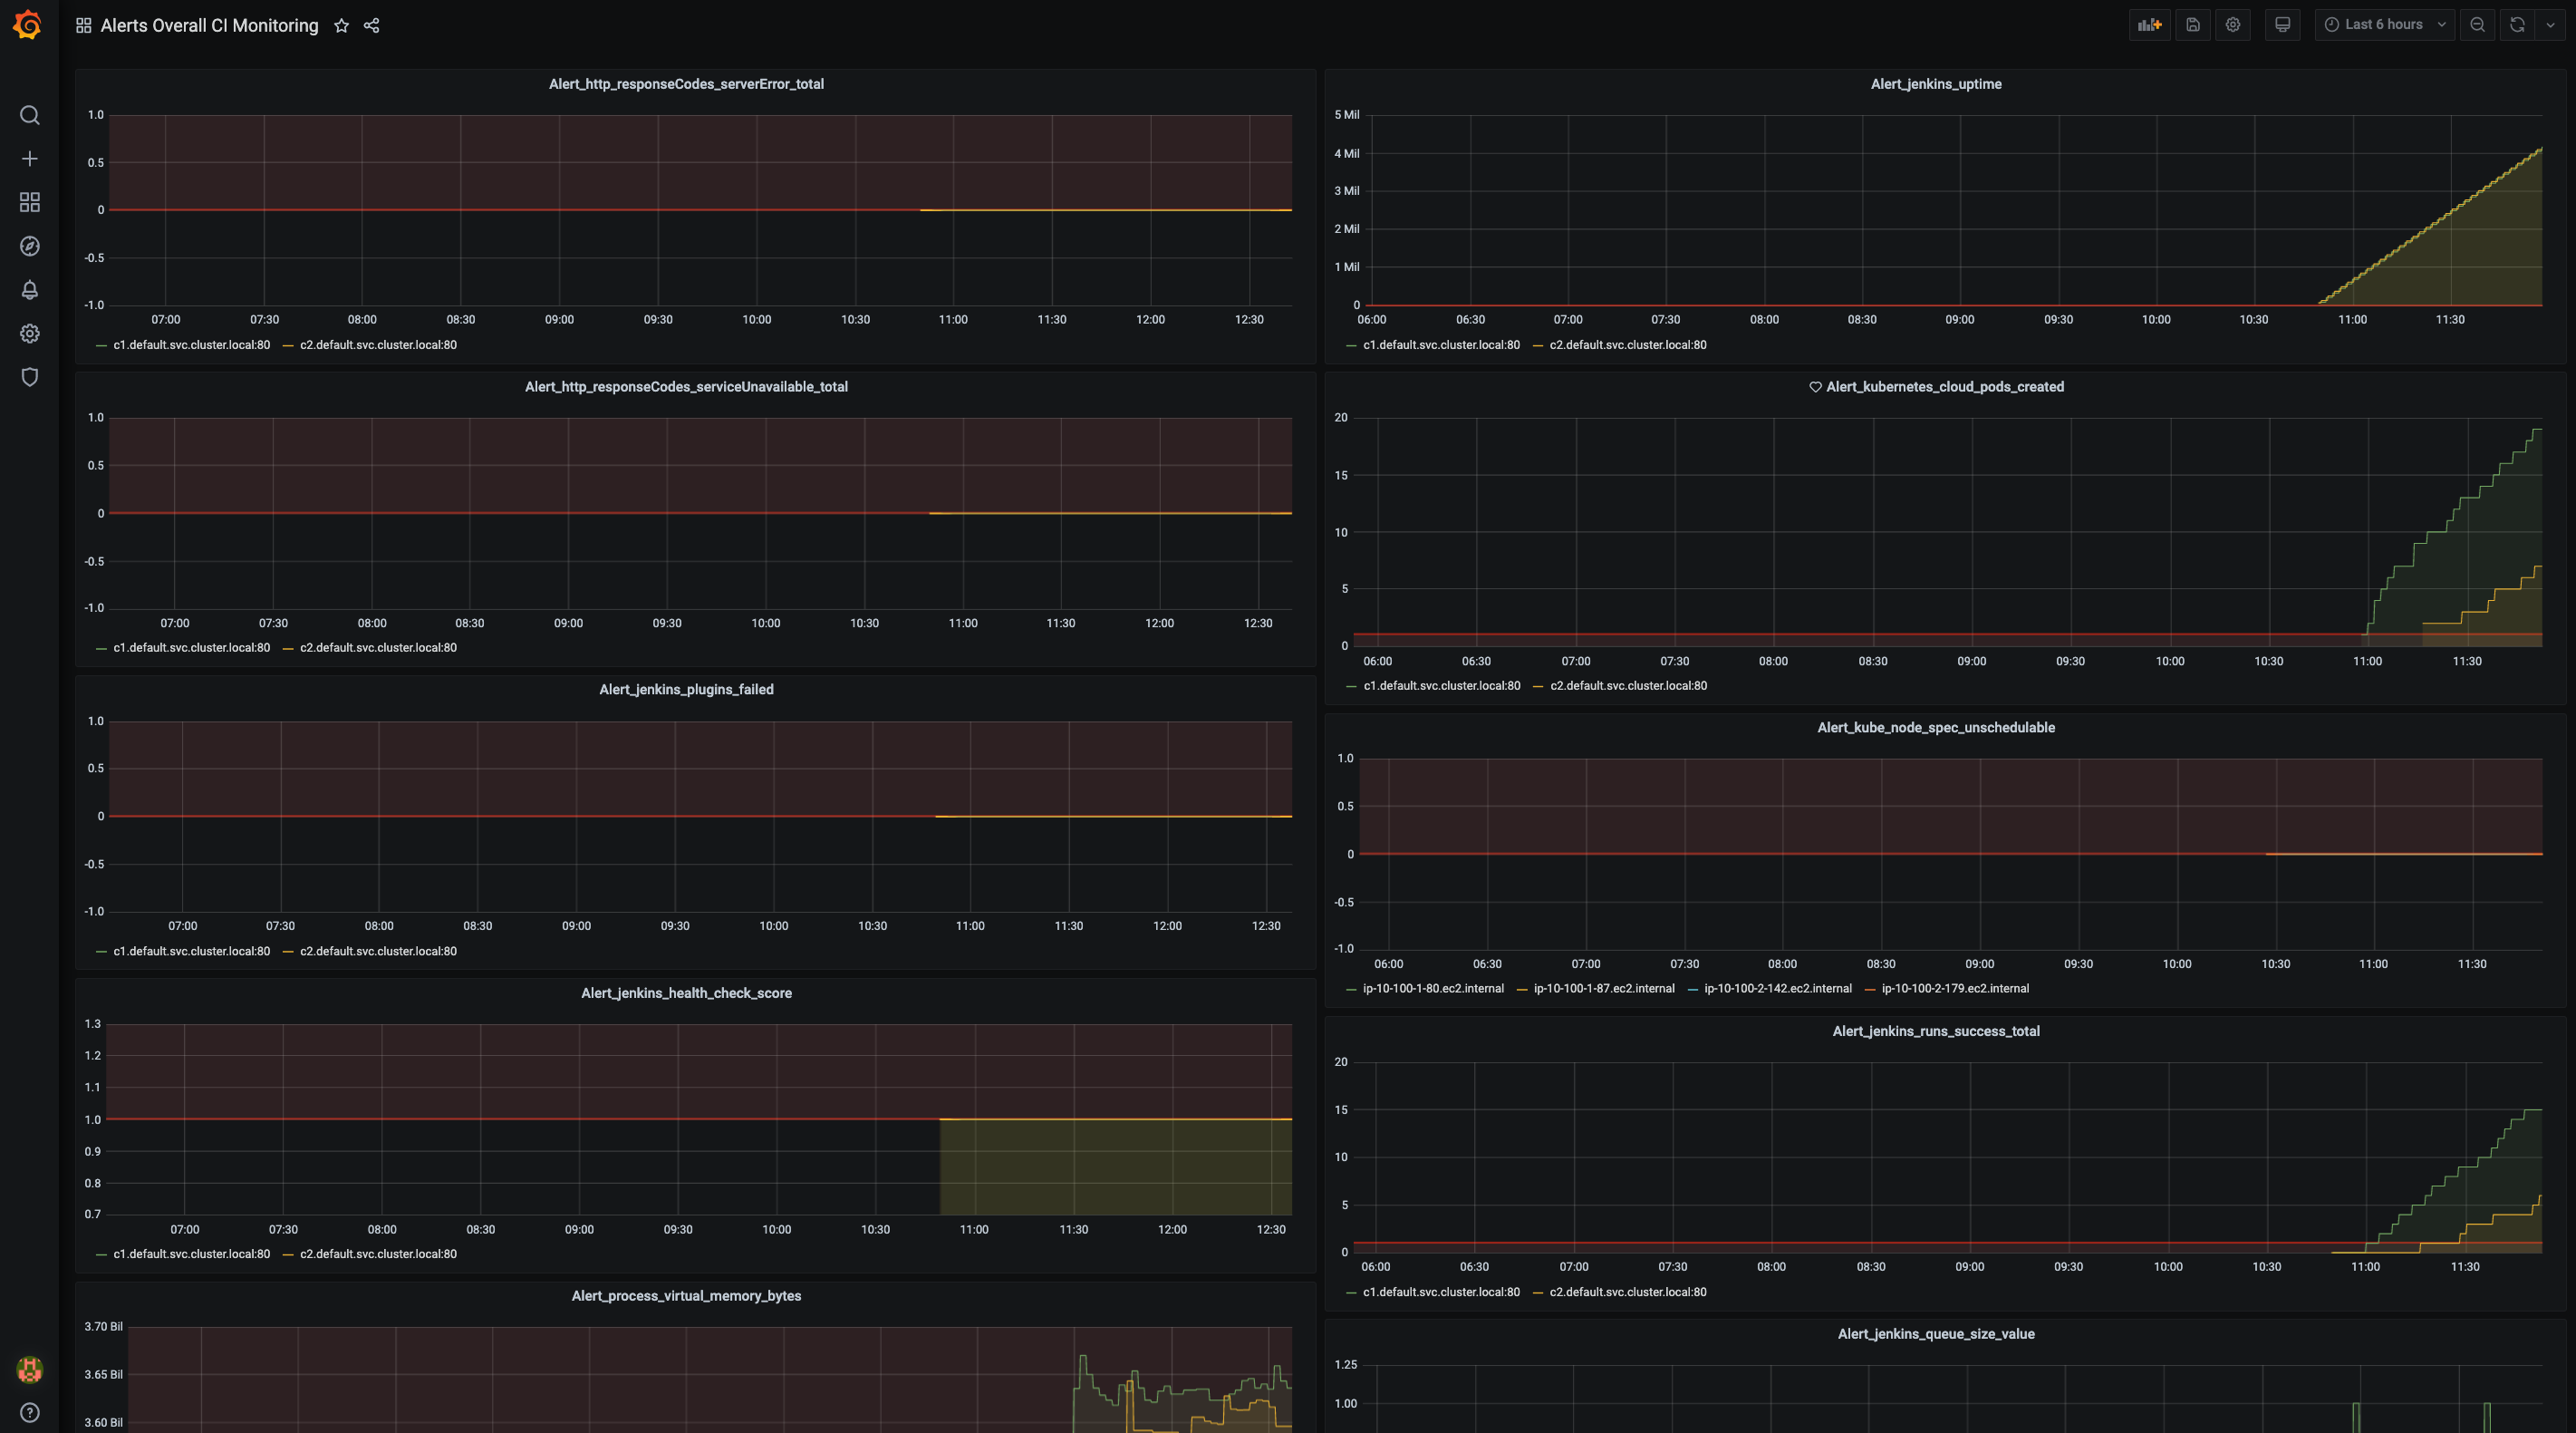 Alerts Overall CI Monitoring
Last 6 hours
Alert_http_responseCodes_serverError_total
1.0
0.5
0
-0.5
-1.0
07:00 07:30 08:00 08:30 09:00 09:30 10:00 10:30 11:00 11:30 12:00 12:30
c1.default.svc.cluster.local:80 c2.default.svc.cluster.local:80
Alert_http_responseCodes_serviceUnavailable_total
1.0
0.5
0
-0.5
-1.0
07:00 07:30 08:00 08:30 09:00 09:30 10:00 10:30 11:00 11:30 12:00 12:30
c1.default.svc.cluster.local:80 c2.default.svc.cluster.local:80
Alert_jenkins_plugins_failed
1.0
0.5
0
-0.5
-1.0
07:00 07:30 08:00 08:30 09:00 09:30 10:00 10:30 11:00 11:30 12:00 12:30
c1.default.svc.cluster.local:80 c2.default.svc.cluster.local:80
Alert_jenkins_health_check_score
1.3
1.2
1.1
1.0
0.9
0.8
0.7
07:00 07:30 08:00 08:30 09:00 09:30 10:00 10:30 11:00 11:30 12:00 12:30
c1.default.svc.cluster.local:80 c2.default.svc.cluster.local:80
Alert_process_virtual_memory_bytes
3.70 Bil
3.65 Bil
3.60 Bil
Alert_jenkins_uptime
5 Mil
4 Mil
3 Mil
2 Mil
1 Mil
0
06:00 06:30 07:00 07:30 08:00 08:30 09:00 09:30 10:00 10:30 11:00 11:30
c1.default.svc.cluster.local:80 c2.default.svc.cluster.local:80
Alert_kubernetes_cloud_pods_created
20
15
10
5
0
06:00 06:30 07:00 07:30 08:00 08:30 09:00 09:30 10:00 10:30 11:00 11:30
c1.default.svc.cluster.local:80 c2.default.svc.cluster.local:80
Alert_kube_node_spec_unschedulable
1.0
0.5
0
-0.5
-1.0
06:00 06:30 07:00 07:30 08:00 08:30 09:00 09:30 10:00 10:30 11:00 11:30
ip-10-100-1-80.ec2.internal ip-10-100-1-87.ec2.internal ip-10-100-2-142.ec2.internal ip-10-100-2-179.ec2.internal
Alert_jenkins_runs_success_total
20
15
10
5
0
06:00 06:30 07:00 07:30 08:00 08:30 09:00 09:30 10:00 10:30 11:00 11:30
c1.default.svc.cluster.local:80 c2.default.svc.cluster.local:80
Alert_jenkins_queue_size_value
1.25
1.00